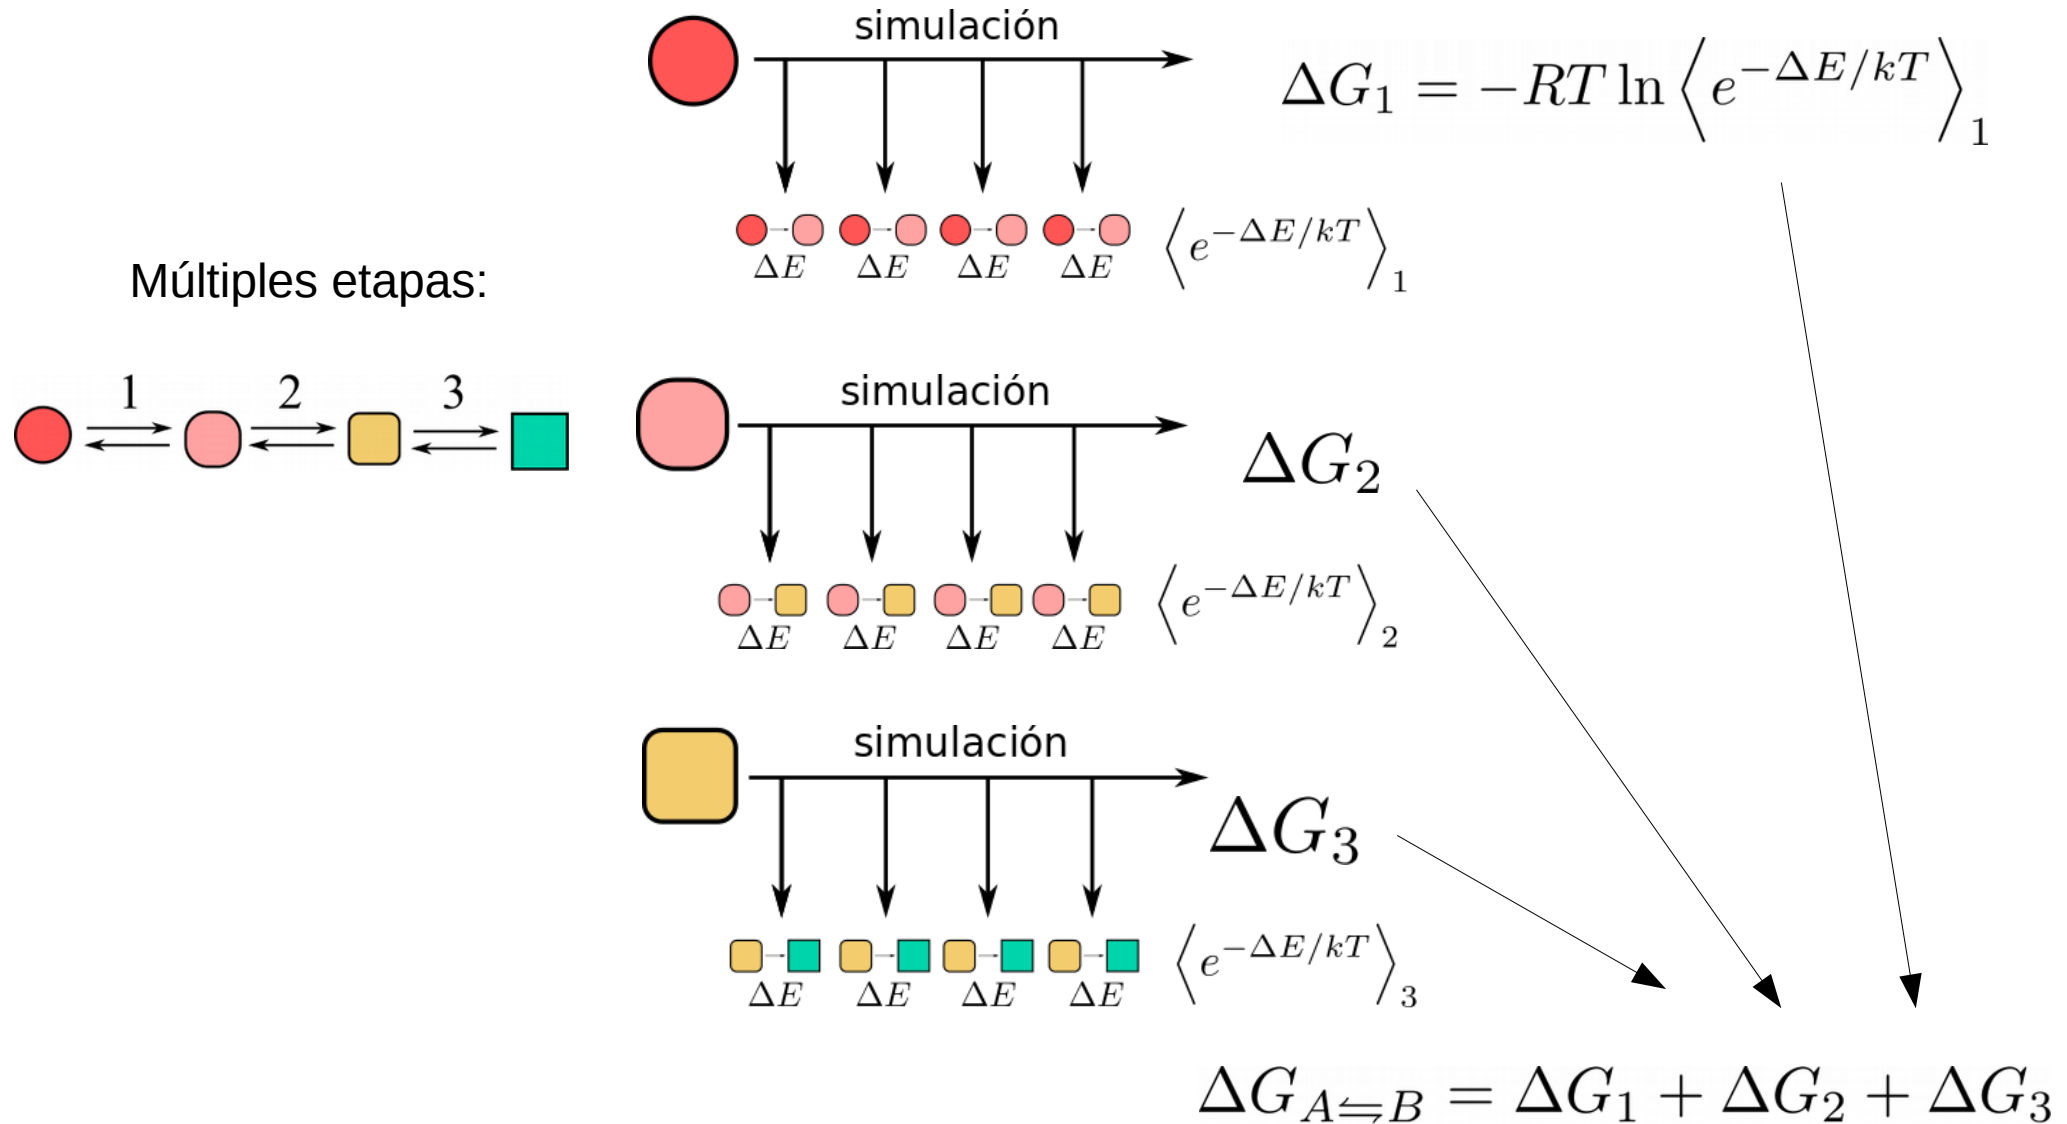 simulación
ΔG₁ = −RT ln⟨e^{−ΔE/kT}⟩₁
ΔE ΔE ΔE ΔE ⟨e^{−ΔE/kT}⟩₁
Múltiples etapas:
1 2 3
simulación
ΔG₂
ΔE ΔE ΔE ΔE ⟨e^{−ΔE/kT}⟩₂
simulación
ΔG₃
ΔE ΔE ΔE ΔE ⟨e^{−ΔE/kT}⟩₃
ΔG_{A⇋B} = ΔG₁ + ΔG₂ + ΔG₃